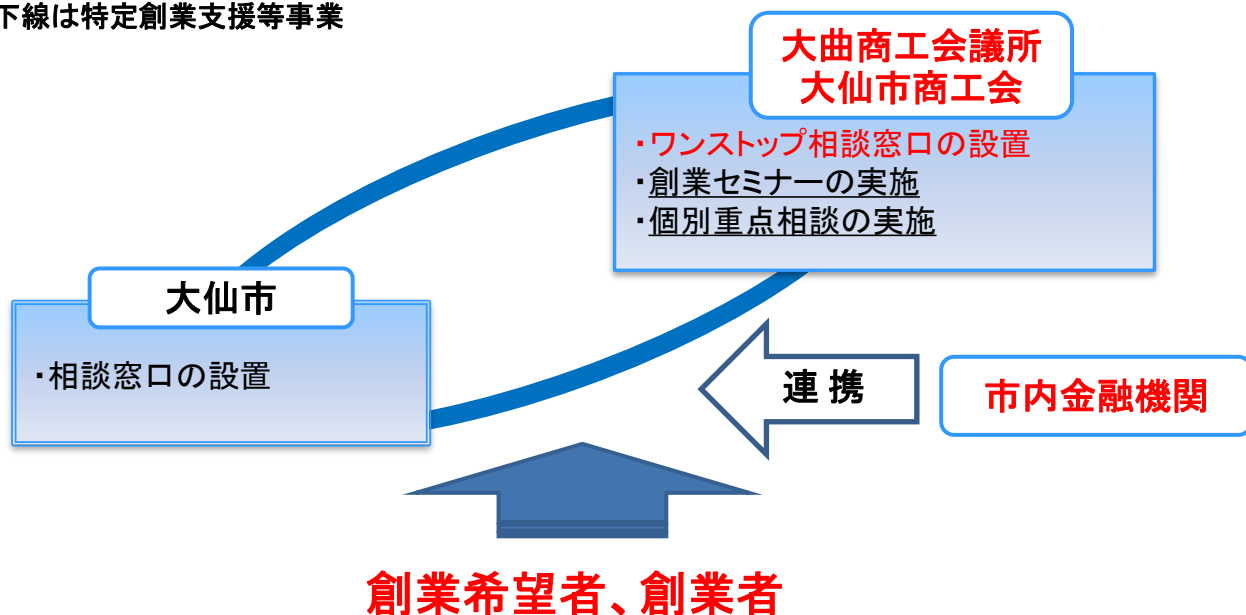 下線は特定創業支援等事業
大曲商工会議所
大仙市商工会
・ワンストップ相談窓口の設置
・創業セミナーの実施
・個別重点相談の実施
大仙市
・相談窓口の設置
連 携
市内金融機関
創業希望者、創業者